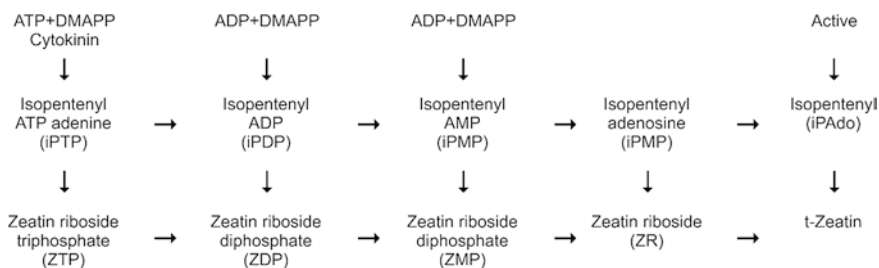 ATP+DMAPP ADP+DMAPP ADP+DMAPP Active
Cytokinin
Isopentenyl Isopentenyl Isopentenyl Isopentenyl Isopentenyl
ATP adenine ADP AMP adenosine (iPAdo)
(iPTP) (iPDP) (iPMP) (iPMP)
Zeatin riboside Zeatin riboside Zeatin riboside Zeatin riboside t-Zeatin
triphosphate diphosphate diphosphate (ZR)
(ZTP) (ZDP) (ZMP)